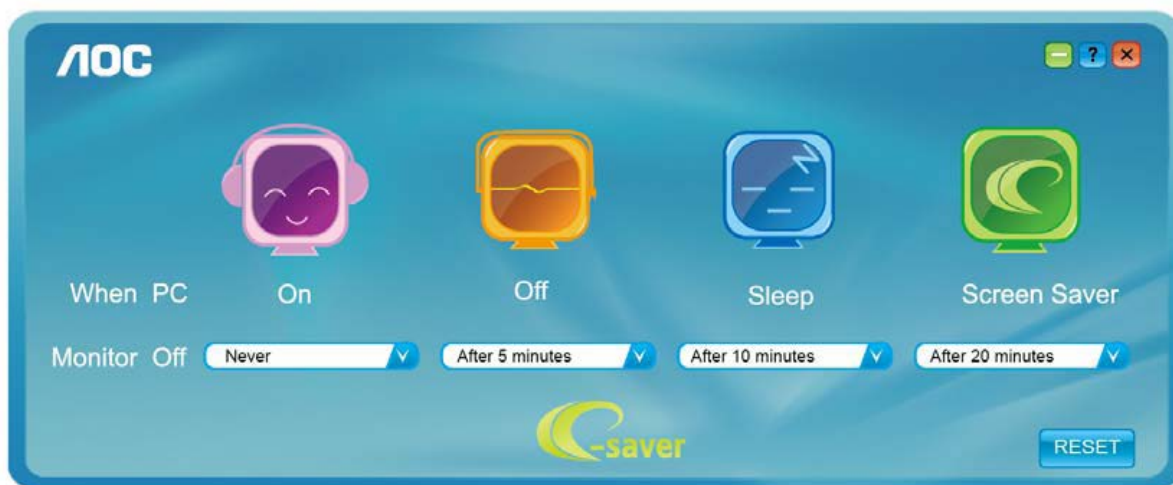 AOC
?
When PC On Off Sleep Screen Saver
Monitor Off Never After 5 minutes After 10 minutes After 20 minutes
e-saver
RESET